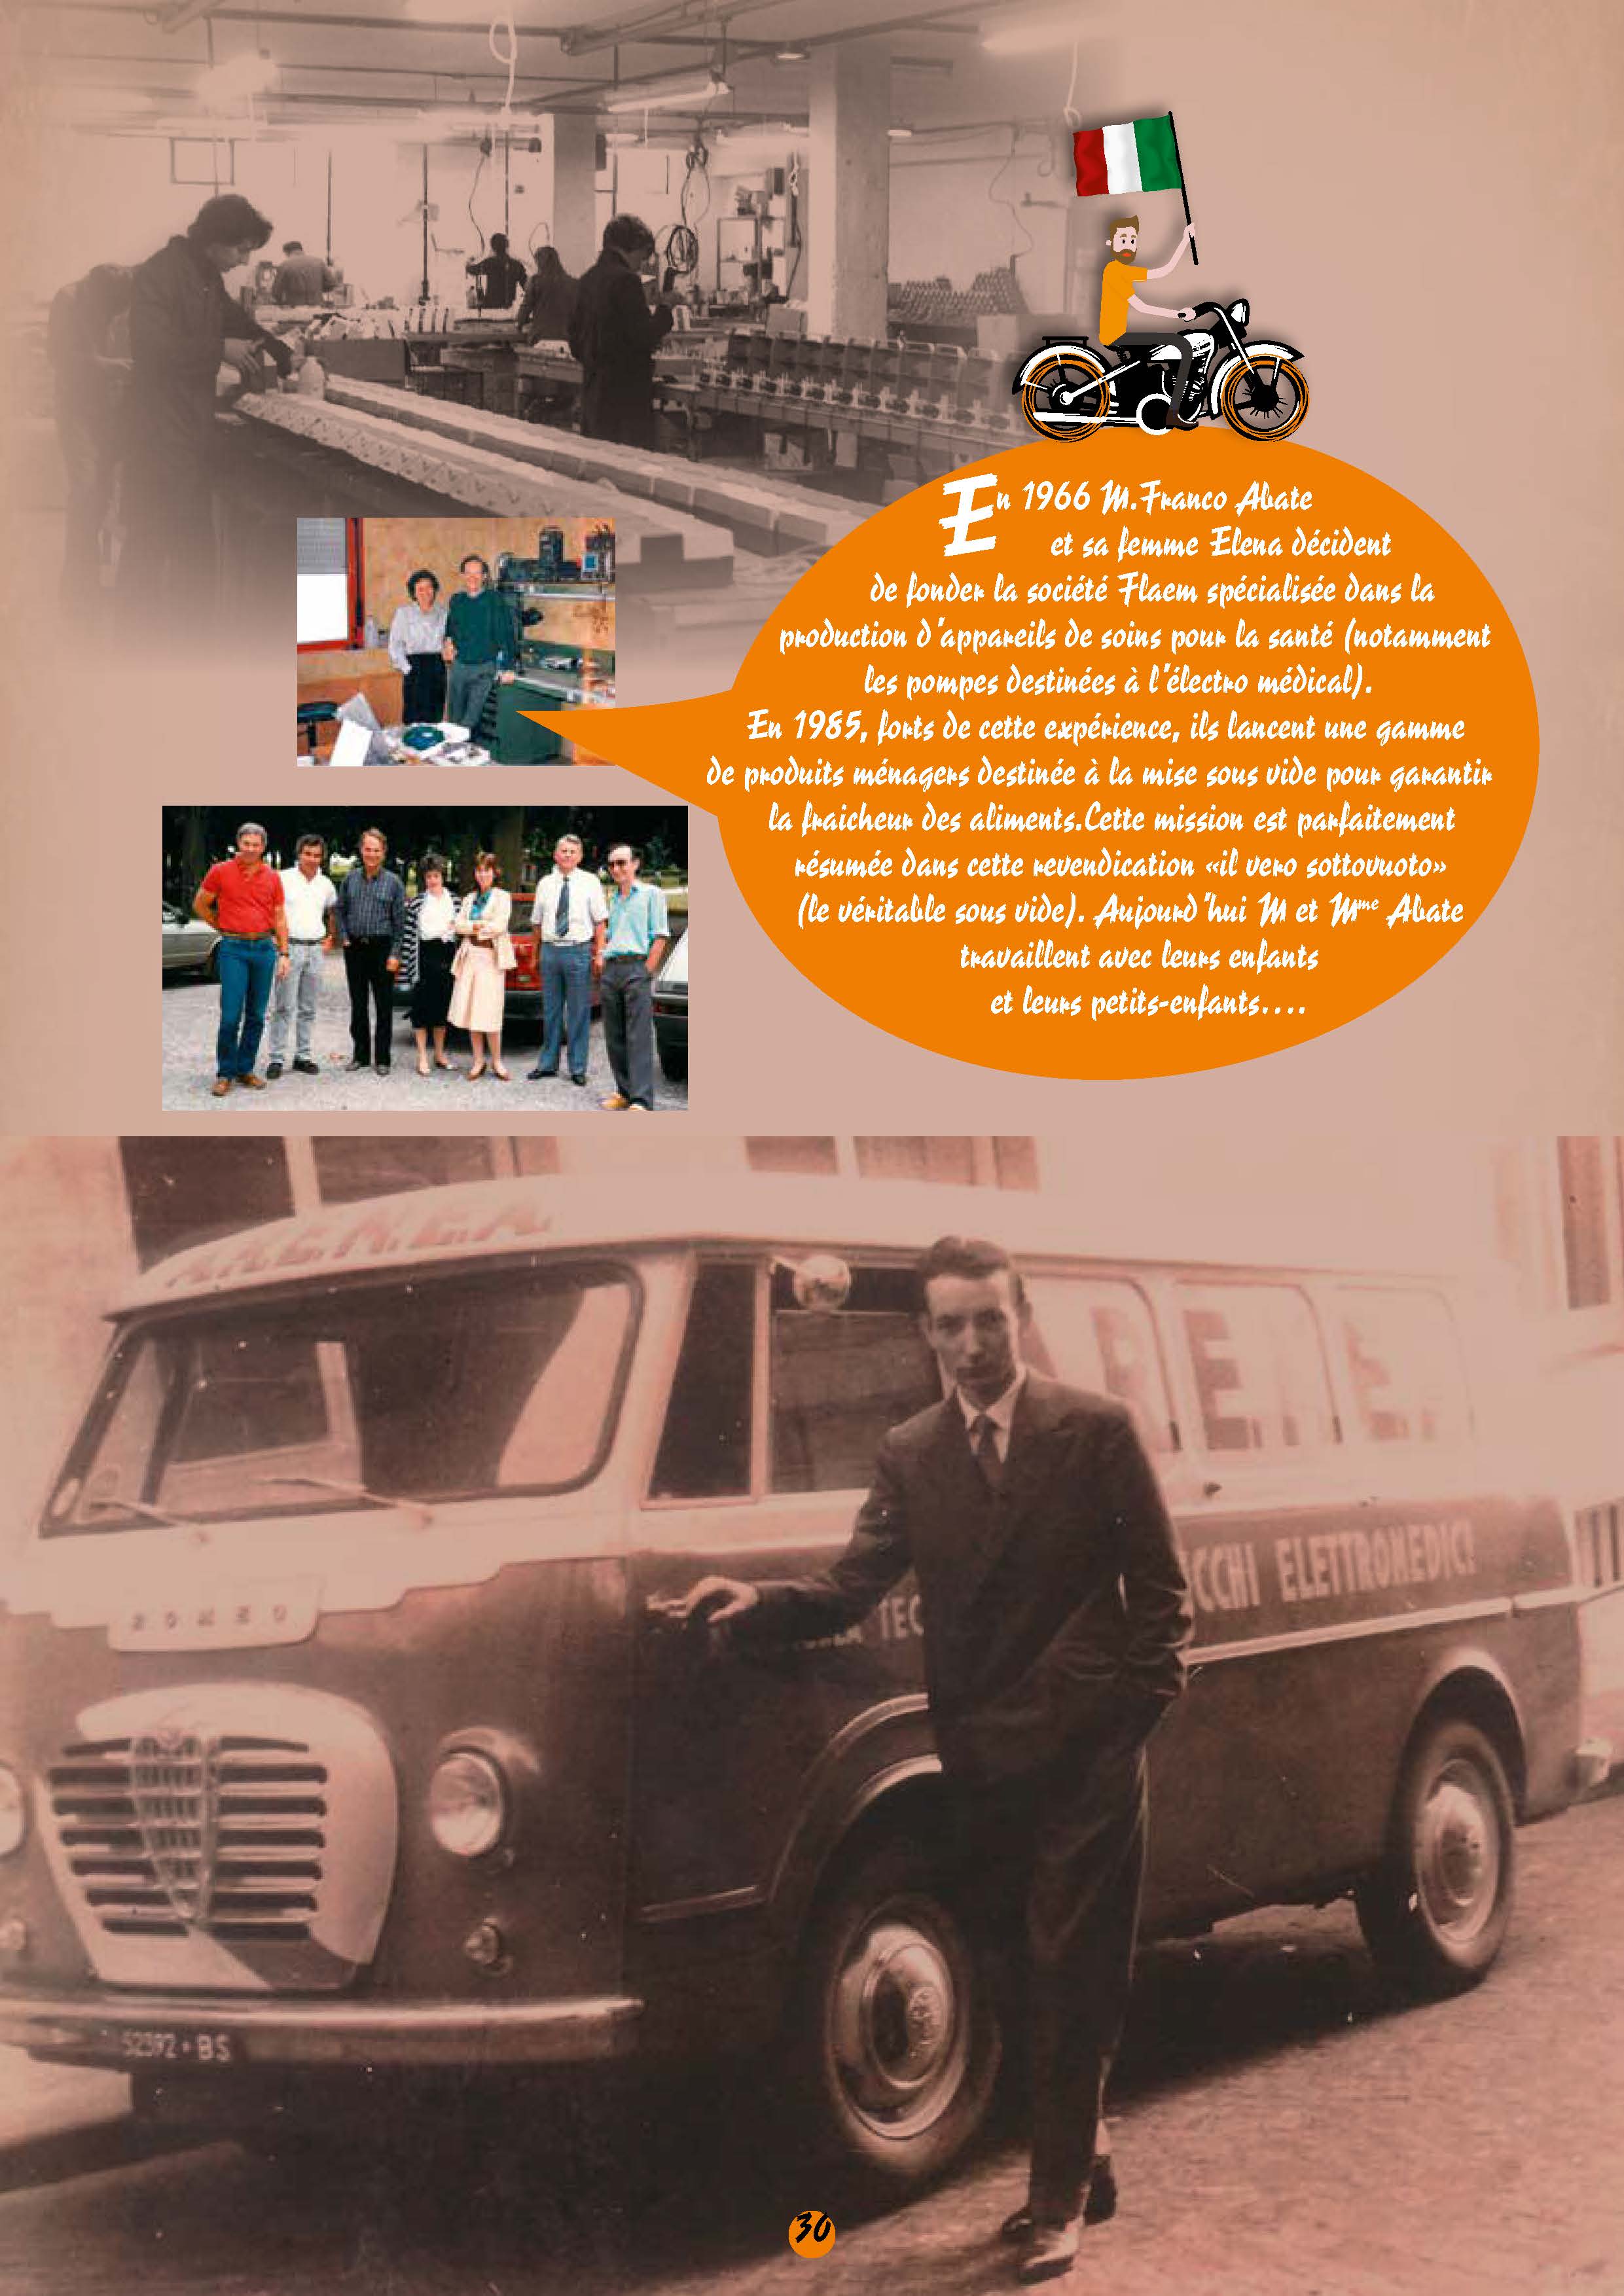 En 1966 M.Franco Abate
et sa femme Elena décident
de fonder la société Flaem spécialisée dans la
production d'appareils de soins pour la santé (notamment
les pompes destinées à l'électro médical).
En 1985, forts de cette expérience, ils lancent une gamme
de produits ménagers destinée à la mise sous vide pour garantir
la fraicheur des aliments.Cette mission est parfaitement
résumée dans cette revendication «il vero sottovuoto»
(le véritable sous vide). Aujourd'hui M et Mme Abate
travaillent avec leurs enfants
et leurs petits-enfants....
CCHI ELETTROMEDICI
TEC
ROMEO
52392 • BS
30